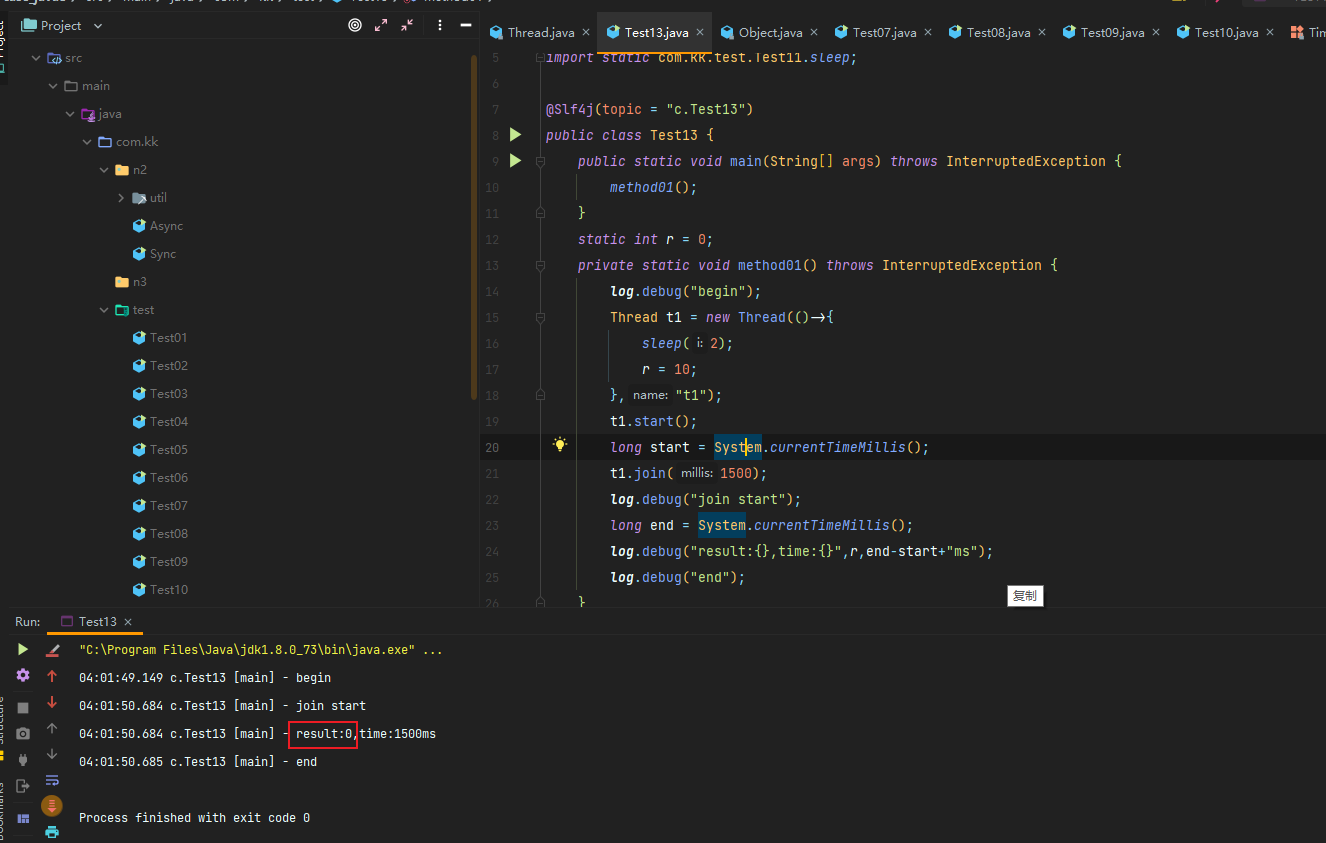 Project
Thread.java
Test13.java
Object.java
Test07.java
Test08.java
Test09.java
Test10.java
src
main
java
com.kk
n2
util
Async
Sync
n3
test
Test01
Test02
Test03
Test04
Test05
Test06
Test07
Test08
Test09
Test10
5 import static com.kk.test.Test11.sleep;
6
7 @Slf4j(topic = "c.Test13")
8 public class Test13 {
9 public static void main(String[] args) throws InterruptedException {
10 method01();
11 }
12 static int r = 0;
13 private static void method01() throws InterruptedException {
14 log.debug("begin");
15 Thread t1 = new Thread(()->{
16 sleep( i: 2);
17 r = 10;
18 }, name: "t1");
19 t1.start();
20 long start = System.currentTimeMillis();
21 t1.join( millis: 1500);
22 log.debug("join start");
23 long end = System.currentTimeMillis();
24 log.debug("result:{},time:{}",r,end-start+"ms");
25 log.debug("end");
26 }
复制
Run: Test13
"C:\Program Files\Java\jdk1.8.0_73\bin\java.exe" ...
04:01:49.149 c.Test13 [main] - begin
04:01:50.684 c.Test13 [main] - join start
04:01:50.684 c.Test13 [main] - result:0,time:1500ms
04:01:50.685 c.Test13 [main] - end
Process finished with exit code 0